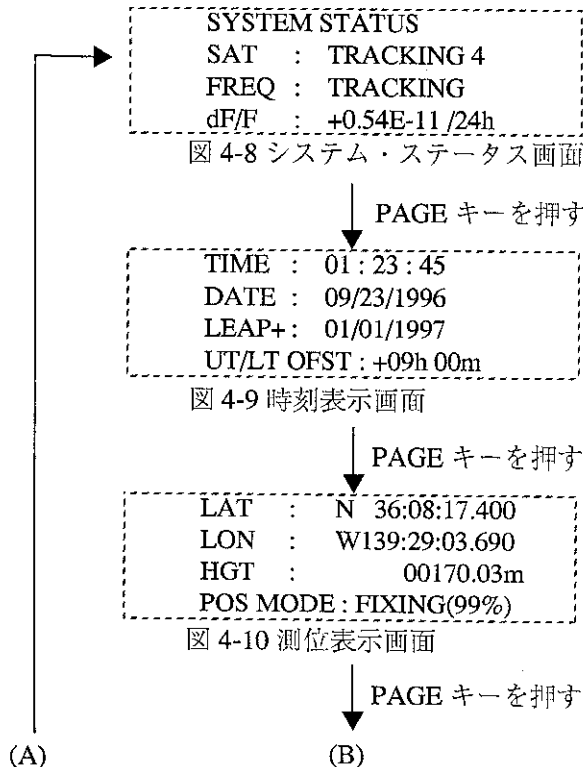 SYSTEM STATUS
SAT : TRACKING 4
FREQ : TRACKING
dF/F : +0.54E-11 /24h
図 4-8 システム・ステータス画面
PAGE キーを押す
TIME : 01 : 23 : 45
DATE : 09/23/1996
LEAP+ : 01/01/1997
UT/LT OFST : +09h 00m
図 4-9 時刻表示画面
PAGE キーを押す
LAT : N 36:08:17.400
LON : W139:29:03.690
HGT : 00170.03m
POS MODE : FIXING(99%)
図 4-10 測位表示画面
PAGE キーを押す
(A) (B)